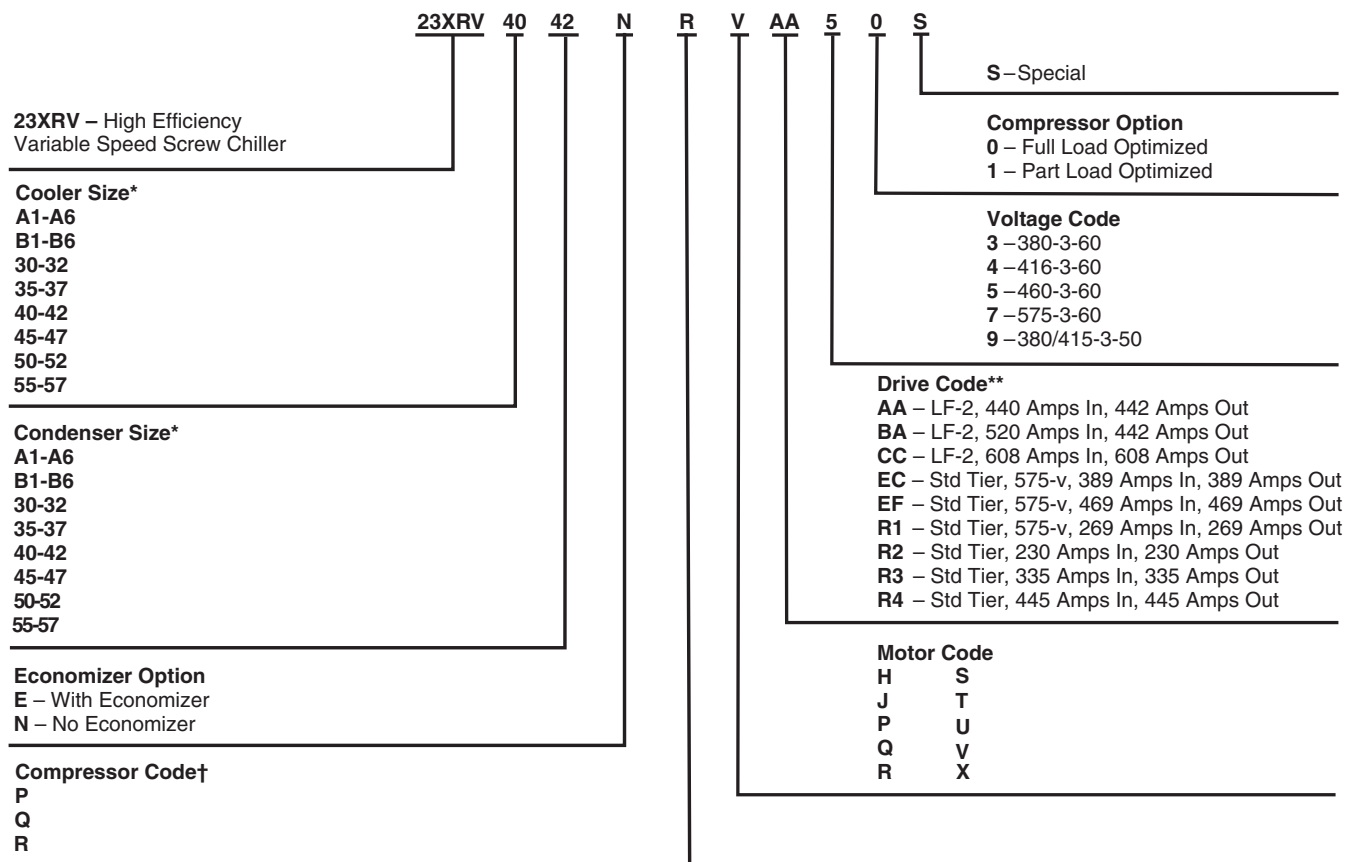 23XRV 40 42 N R V AA 5 0 S
23XRV – High Efficiency
Variable Speed Screw Chiller
Cooler Size*
A1-A6
B1-B6
30-32
35-37
40-42
45-47
50-52
55-57
Condenser Size*
A1-A6
B1-B6
30-32
35-37
40-42
45-47
50-52
55-57
Economizer Option
E – With Economizer
N – No Economizer
Compressor Code†
P
Q
R
S – Special
Compressor Option
0 – Full Load Optimized
1 – Part Load Optimized
Voltage Code
3 – 380-3-60
4 – 416-3-60
5 – 460-3-60
7 – 575-3-60
9 – 380/415-3-50
Drive Code**
AA – LF-2, 440 Amps In, 442 Amps Out
BA – LF-2, 520 Amps In, 442 Amps Out
CC – LF-2, 608 Amps In, 608 Amps Out
EC – Std Tier, 575-v, 389 Amps In, 389 Amps Out
EF – Std Tier, 575-v, 469 Amps In, 469 Amps Out
R1 – Std Tier, 575-v, 269 Amps In, 269 Amps Out
R2 – Std Tier, 230 Amps In, 230 Amps Out
R3 – Std Tier, 335 Amps In, 335 Amps Out
R4 – Std Tier, 445 Amps In, 445 Amps Out
Motor Code
H S
J T
P U
Q V
R X